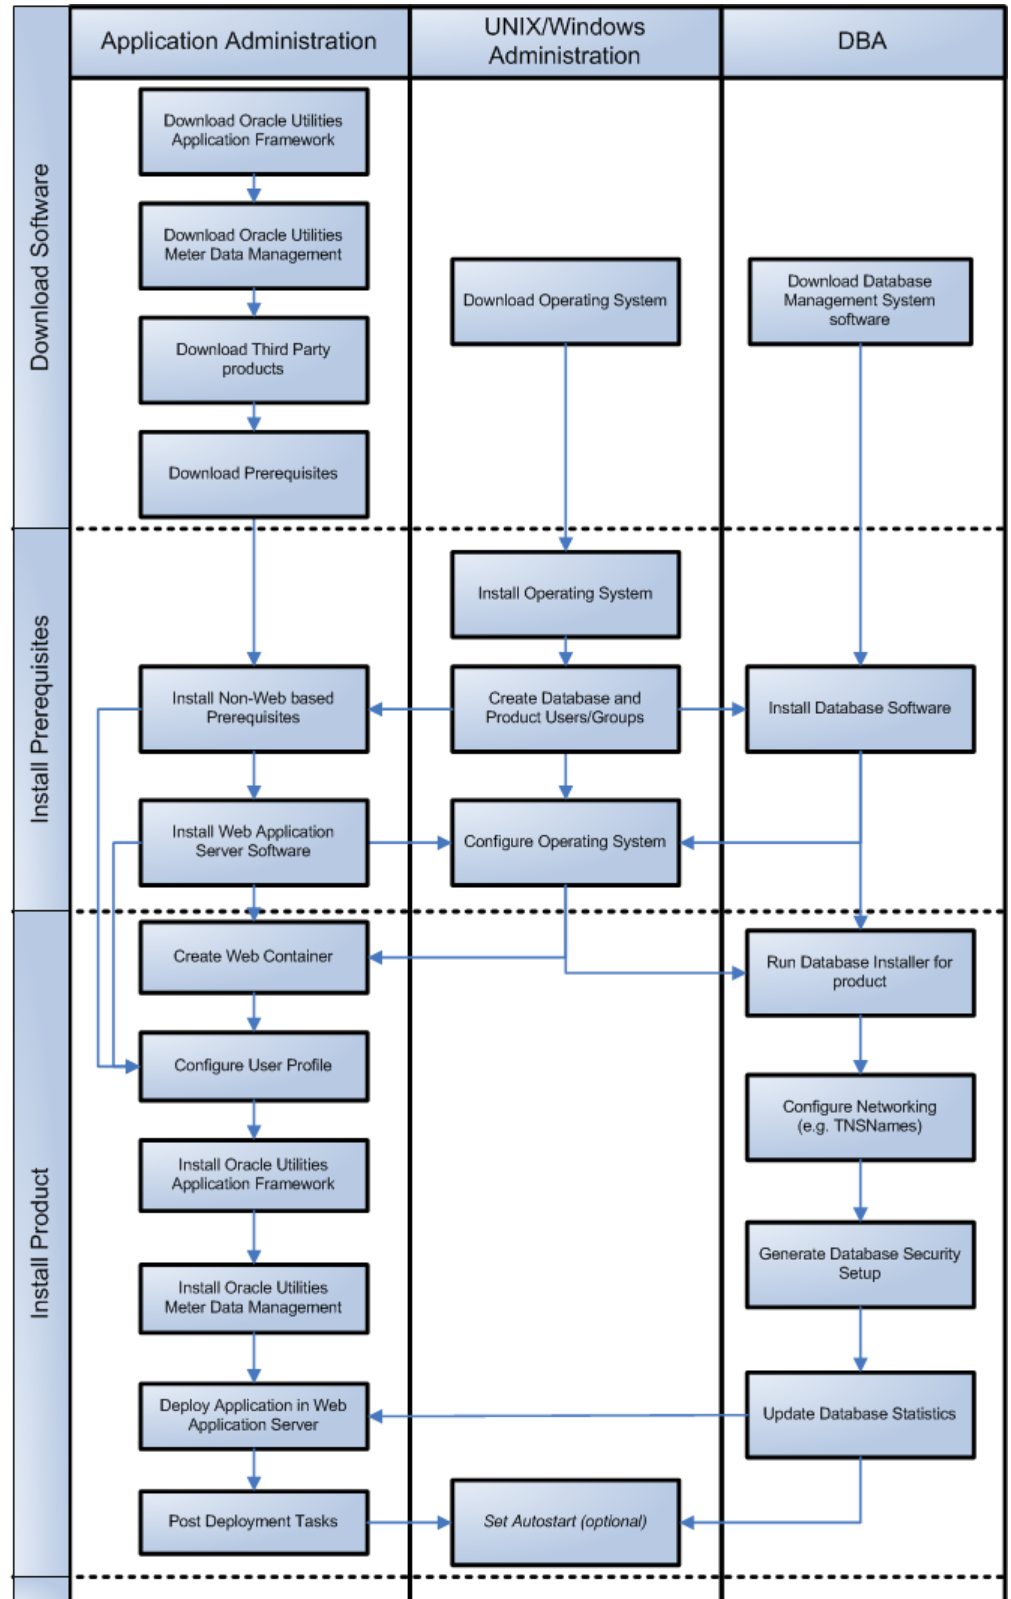 Application Administration
UNIX/Windows
Administration
DBA
Download Software
Download Oracle Utilities
Application Framework
Download Oracle Utilities
Meter Data Management
Download Operating System
Download Database
Management System
software
Download Third Party
products
Download Prerequisites
Install Prerequisites
Install Operating System
Install Non-Web based
Prerequisites
Create Database and
Product Users/Groups
Install Database Software
Install Web Application
Server Software
Configure Operating System
Install Product
Create Web Container
Run Database Installer for
product
Configure User Profile
Configure Networking
(e.g. TNSNames)
Install Oracle Utilities
Application Framework
Generate Database Security
Setup
Install Oracle Utilities
Meter Data Management
Deploy Application in Web
Application Server
Update Database Statistics
Post Deployment Tasks
Set Autostart (optional)